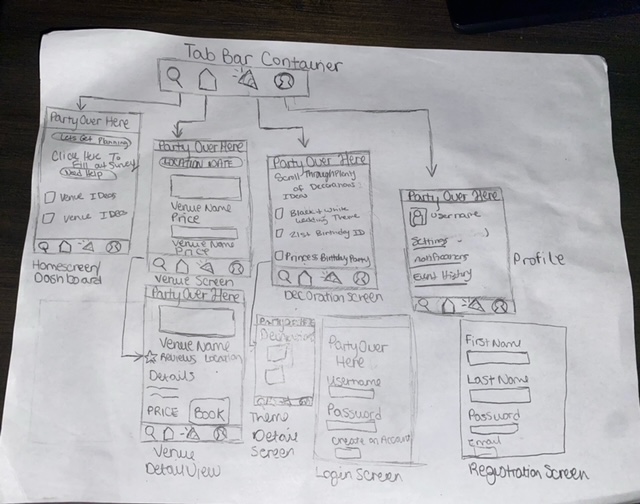 Tab Bar Container
Party Over Here
Lets Get Planning
Click Here To
Fill out Survey
Need Help
Venue IDeas
Venue IDeas
Homescreen/
Dashboard
Party Over Here
LOCATION DATE
Venue Name
Price
Venue Name
Price
Venue Screen
Party Over Here
Scroll Through Plenty
of Decorations
IDeas
Black + White
Wedding Theme
21st Birthday ID
Princes Birthday Party
Decoration Screen
Party Over Here
Username
Settings
notifications
Event History
Profile
Party Over Here
Venue Name
Reviews Location
Details
PRICE
BOOK
Venue
Detail View
Decorations
Theme
Detail
Screen
Party Over
Here
Username
Password
Create an Account
Login Screen
First Name
Last Name
Password
Email
Registration Screen